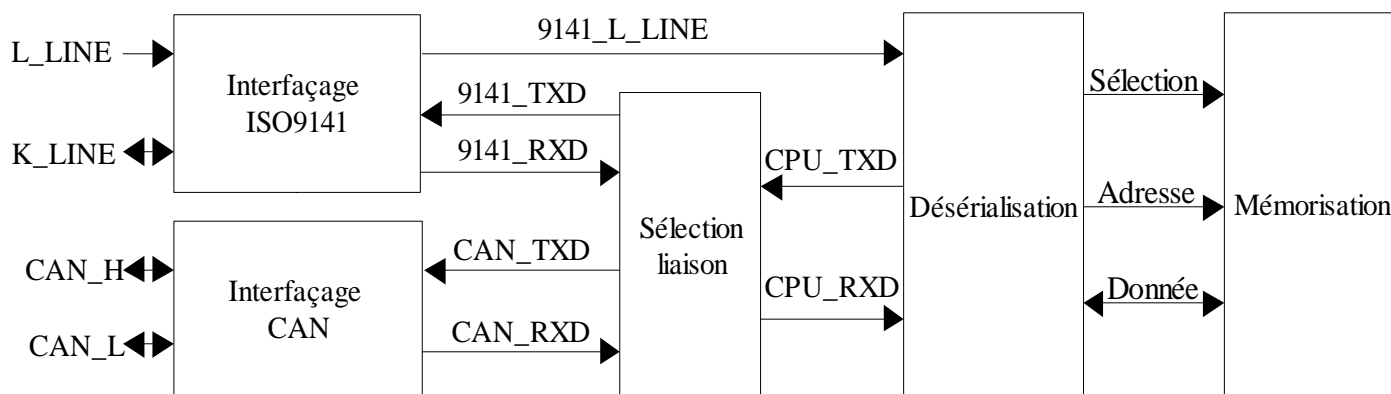 L_LINE
K_LINE
Interfaçage
ISO9141
9141_L_LINE
9141_TXD
9141_RXD
CAN_H
CAN_L
Interfaçage
CAN
CAN_TXD
CAN_RXD
Sélection
liaison
CPU_TXD
CPU_RXD
Désérialisation
Sélection
Adresse
Donnée
Mémorisation